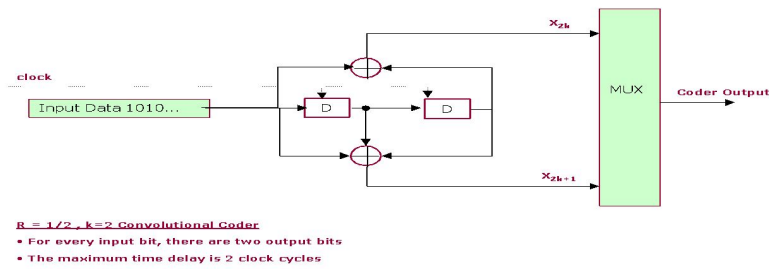 X2k
clock
Input Data 1010...
D
D
MUX
Coder Output
X2k+1
R = 1/2 , k=2 Convolutional Coder
• For every input bit, there are two output bits
• The maximum time delay is 2 clock cycles